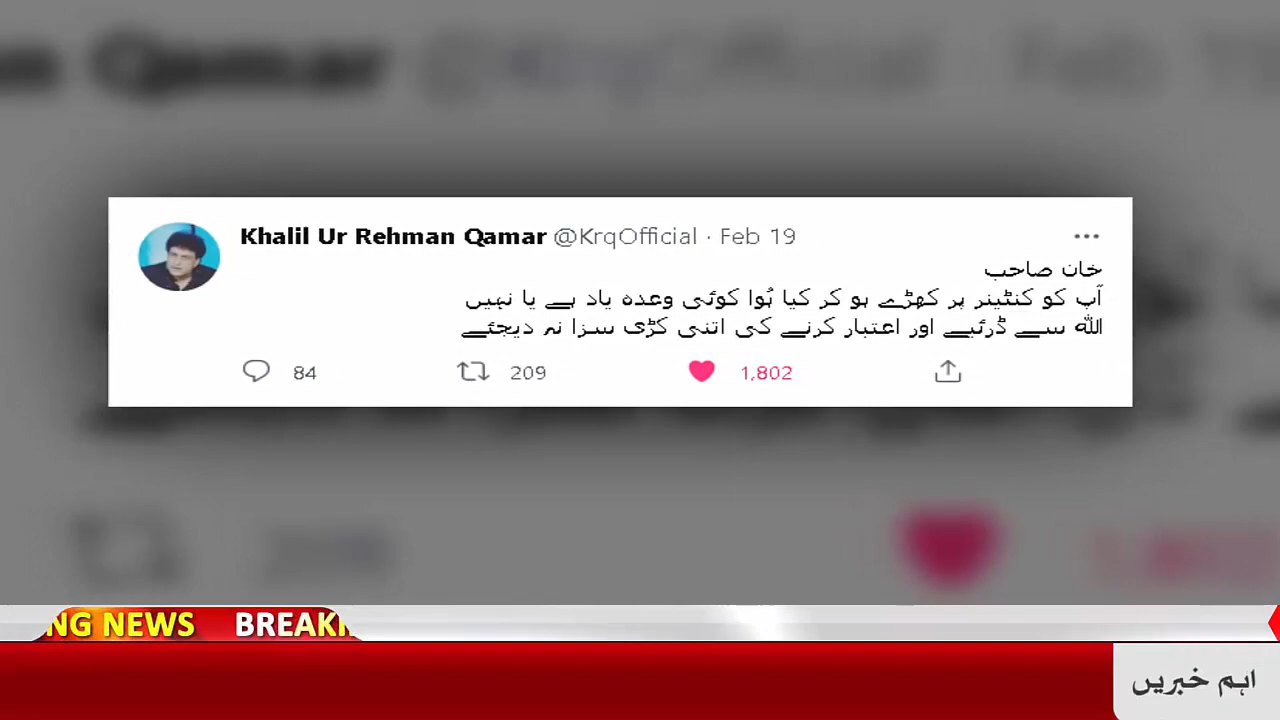 Khalil Ur Rehman Qamar @KrqOfficial · Feb 19
خان صاحب
آپ کو کنٹینر پر کھڑے ہو کر کیا ہُوا کوئی وعدہ یاد ہے یا نہیں
اللہ سے ڈرئیے اور اعتبار کرنے کی اتنی کڑی سزا نہ دیجئے
84 209 1,802
NG NEWS BREAKI
اہم خبریں